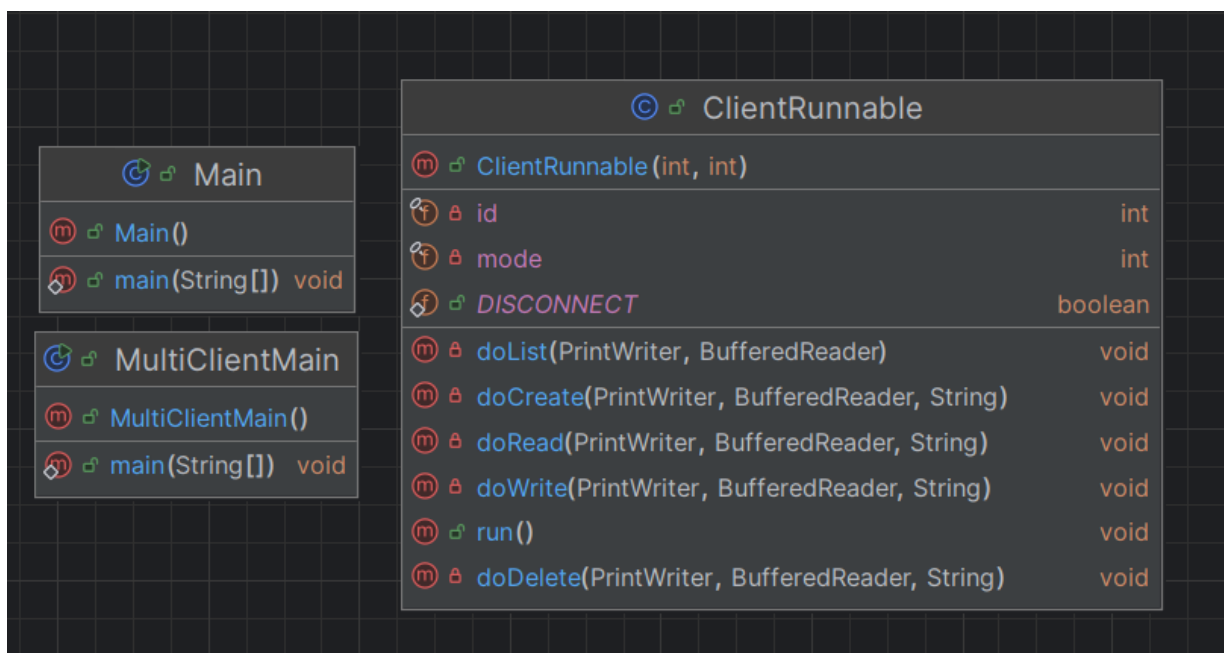 Main
Main()
main(String[]) void
MultiClientMain
MultiClientMain()
main(String[]) void
ClientRunnable
ClientRunnable(int, int)
id int
mode int
DISCONNECT boolean
doList(PrintWriter, BufferedReader) void
doCreate(PrintWriter, BufferedReader, String) void
doRead(PrintWriter, BufferedReader, String) void
doWrite(PrintWriter, BufferedReader, String) void
run() void
doDelete(PrintWriter, BufferedReader, String) void